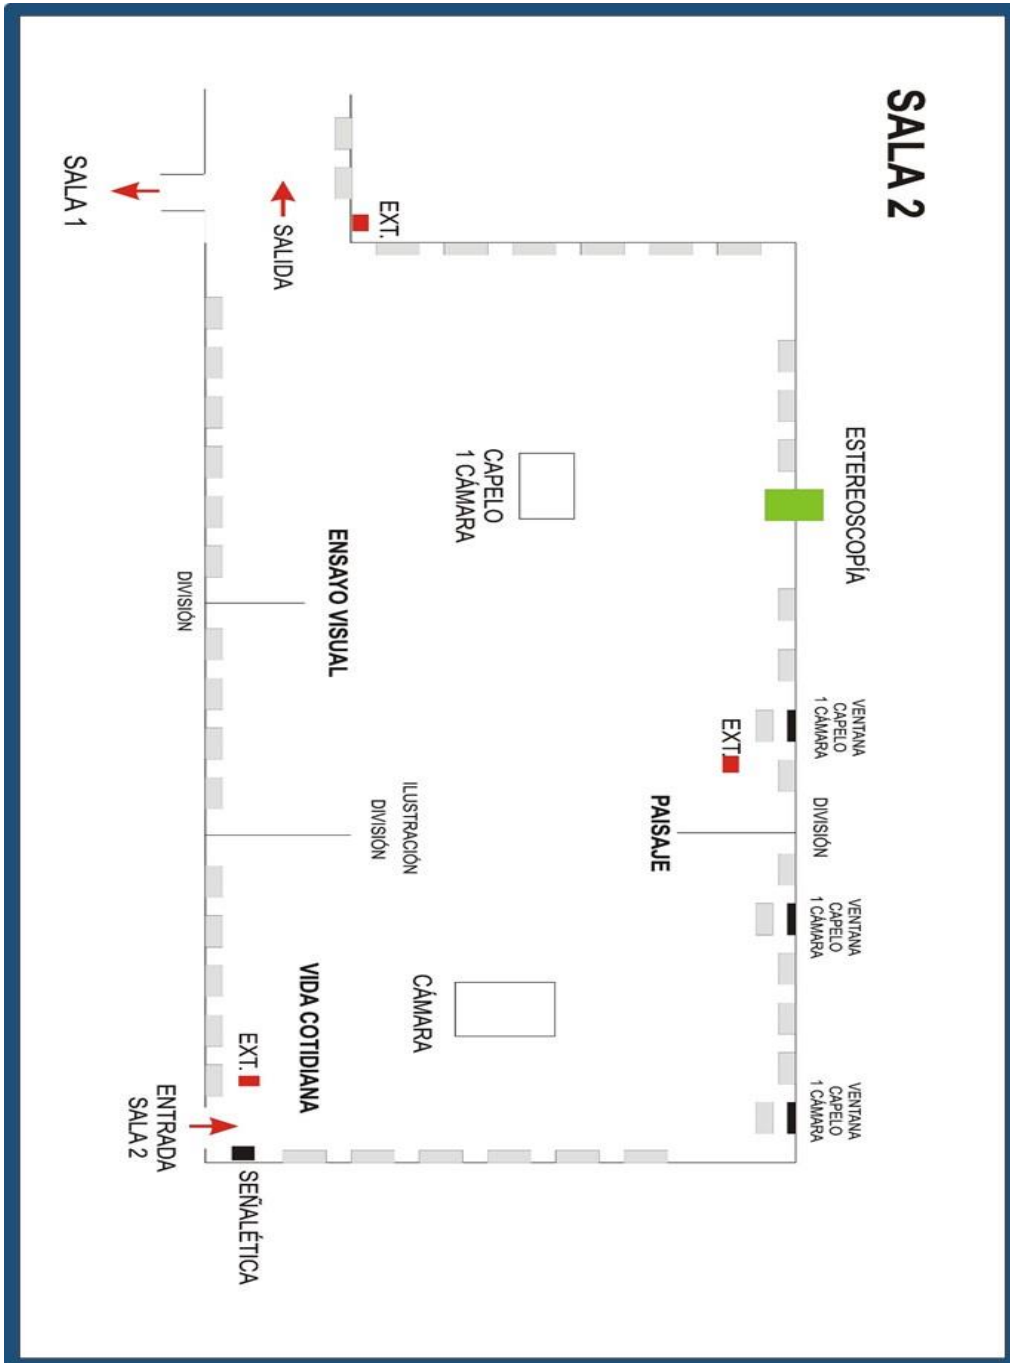 SALA 2
ESTEREOSCOPÍA
VENTANA
CAPELO
1 CÁMARA
DIVISIÓN
VENTANA
CAPELO
1 CÁMARA
VENTANA
CAPELO
1 CÁMARA
EXT.
PAISAJE
CAPELO
1 CÁMARA
CÁMARA
EXT.
ILUSTRACIÓN
DIVISIÓN
ENSAYO VISUAL
VIDA COTIDIANA
SALIDA
EXT.
SEÑALÉTICA
DIVISIÓN
ENTRADA
SALA 2
SALA 1